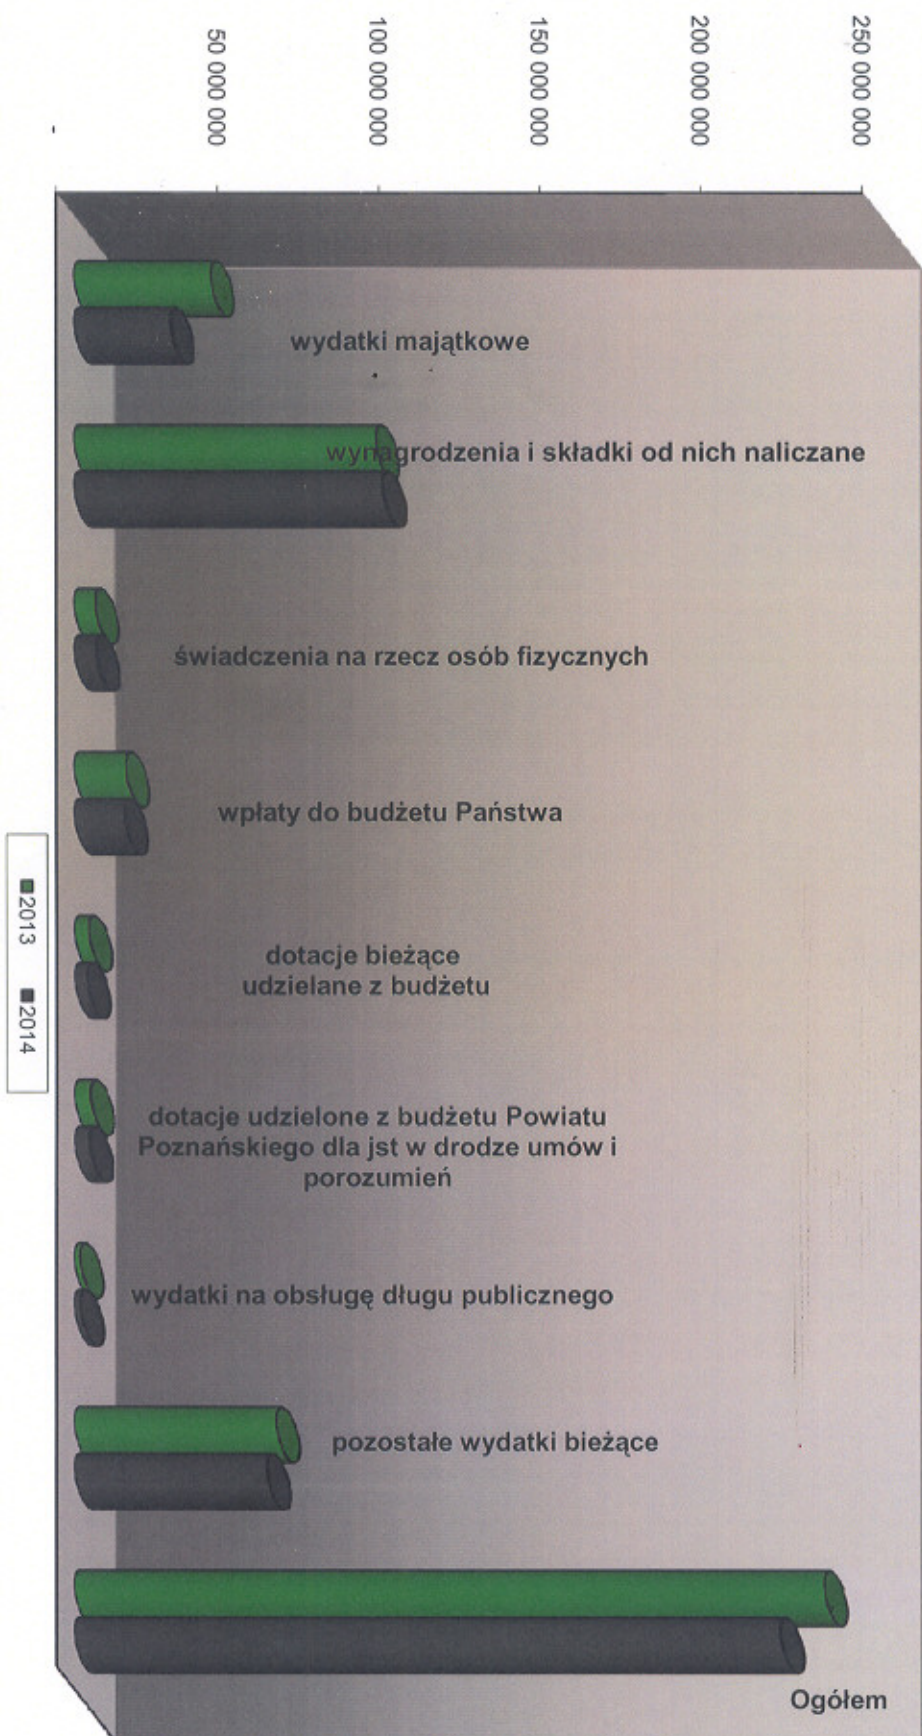 250 000 000
200 000 000
150 000 000
100 000 000
50 000 000
-
wydatki majątkowe
wynagrodzenia i składki od nich naliczane
świadczenia na rzecz osób fizycznych
wpłaty do budżetu Państwa
dotacje bieżące
udzielane z budżetu
dotacje udzielone z budżetu Powiatu
Poznańskiego dla jst w drodze umów i
porozumień
wydatki na obsługę długu publicznego
pozostałe wydatki bieżące
Ogółem
2013 2014